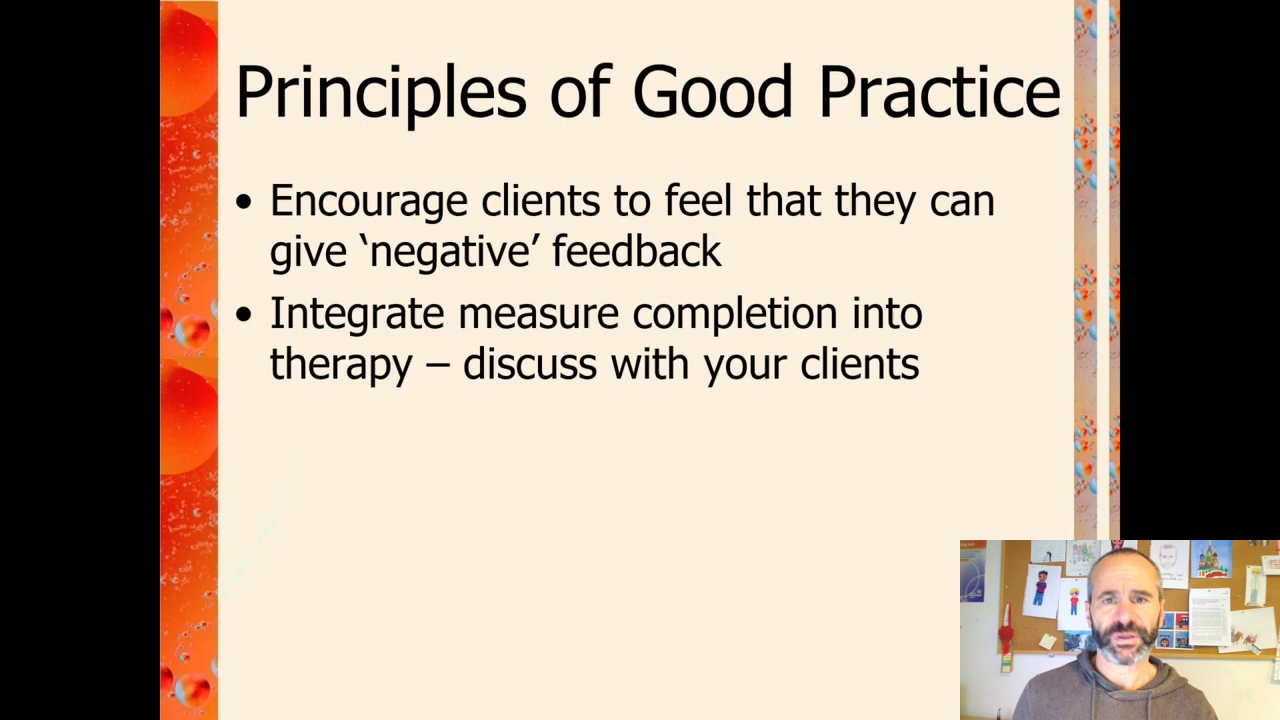 Principles of Good Practice
• Encourage clients to feel that they can
give ‘negative’ feedback
• Integrate measure completion into
therapy – discuss with your clients